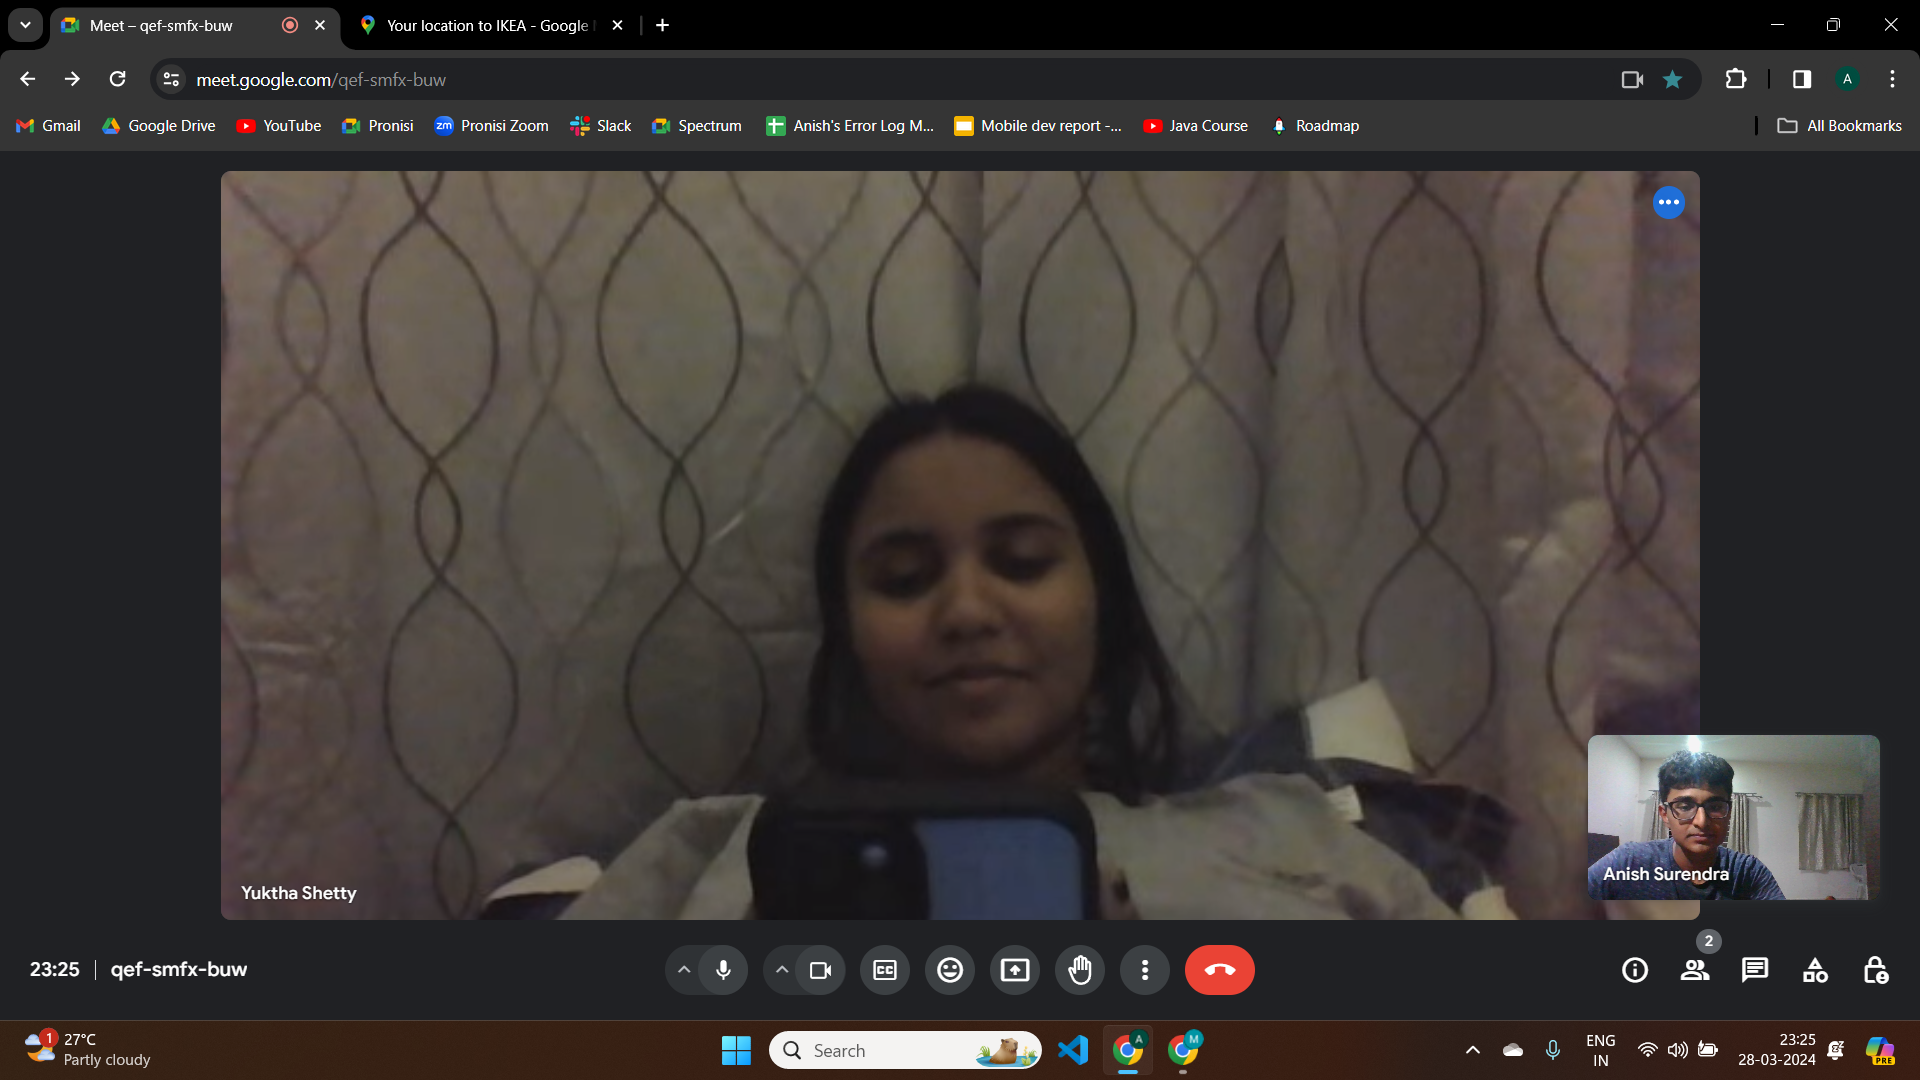 Meet – qef-smfx-buw
Your location to IKEA - Google
meet.google.com/qef-smfx-buw
A
Gmail
Google Drive
YouTube
Pronisi
zm
Pronisi Zoom
Slack
Spectrum
Anish's Error Log M...
Mobile dev report -...
Java Course
Roadmap
All Bookmarks
Yuktha Shetty
Anish Surendra
23:25
qef-smfx-buw
CC
2
1
27°C
Partly cloudy
Search
A
M
ENG
IN
23:25
28-03-2024
PRE